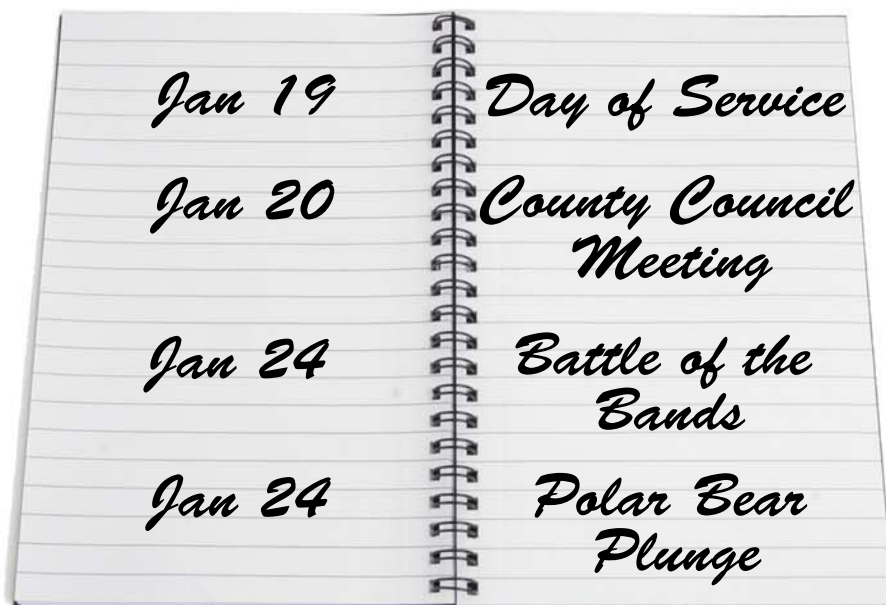 Jan 19 Day of Service
Jan 20 County Council
Meeting
Jan 24 Battle of the
Bands
Jan 24 Polar Bear
Plunge